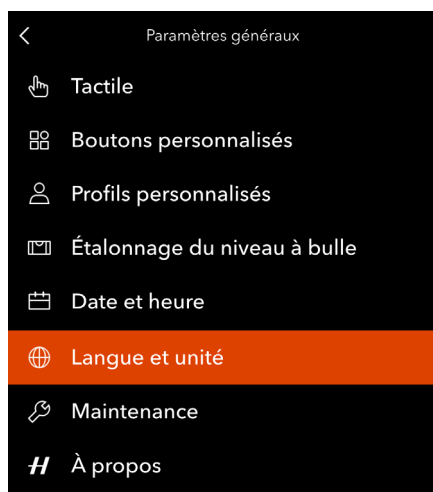 Paramètres généraux
Tactile
Boutons personnalisés
Profils personnalisés
Étalonnage du niveau à bulle
Date et heure
Langue et unité
Maintenance
À propos